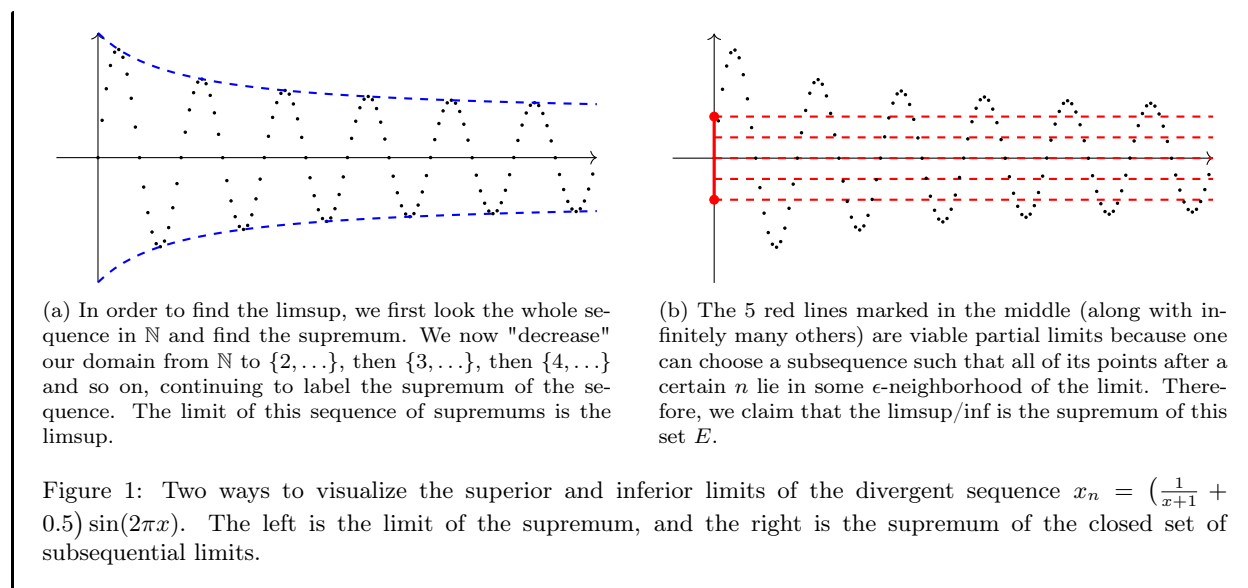 (a) In order to find the limsup, we first look the whole se-
quence in ℕ and find the supremum. We now "decrease"
our domain from ℕ to {2, . . .}, then {3, . . .}, then {4, . . .}
and so on, continuing to label the supremum of the se-
quence. The limit of this sequence of supremums is the
limsup.
(b) The 5 red lines marked in the middle (along with in-
finitely many others) are viable partial limits because one
can choose a subsequence such that all of its points after a
certain n lie in some ϵ-neighborhood of the limit. There-
fore, we claim that the limsup/inf is the supremum of this
set E.
Figure 1: Two ways to visualize the superior and inferior limits of the divergent sequence xₙ = (1/(x+1) +
0.5) sin(2πx). The left is the limit of the supremum, and the right is the supremum of the closed set of
subsequential limits.